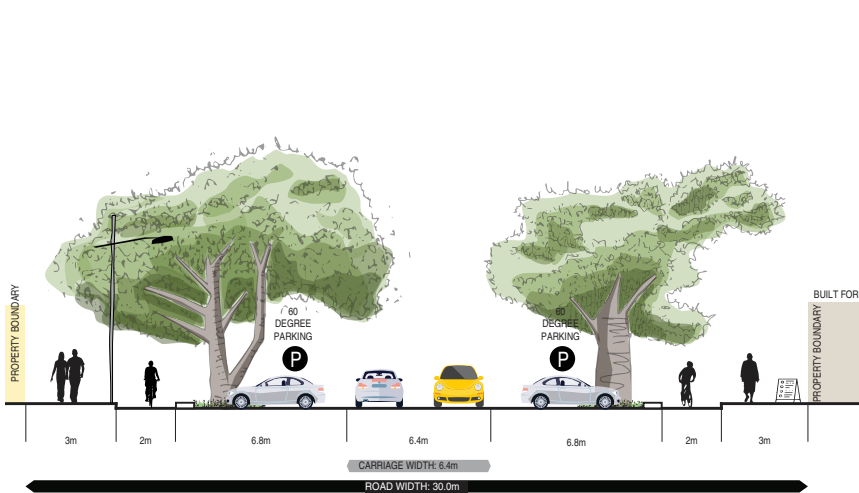 PROPERTY BOUNDARY
60
DEGREE
PARKING
P
60
DEGREE
PARKING
P
BUILT FOR
PROPERTY BOUNDARY
3m
2m
6.8m
6.4m
6.8m
2m
3m
CARRIAGE WIDTH: 6.4m
ROAD WIDTH: 30.0m